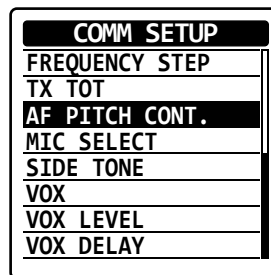 COMM SETUP
FREQUENCY STEP
TX TOT
AF PITCH CONT.
MIC SELECT
SIDE TONE
VOX
VOX LEVEL
VOX DELAY